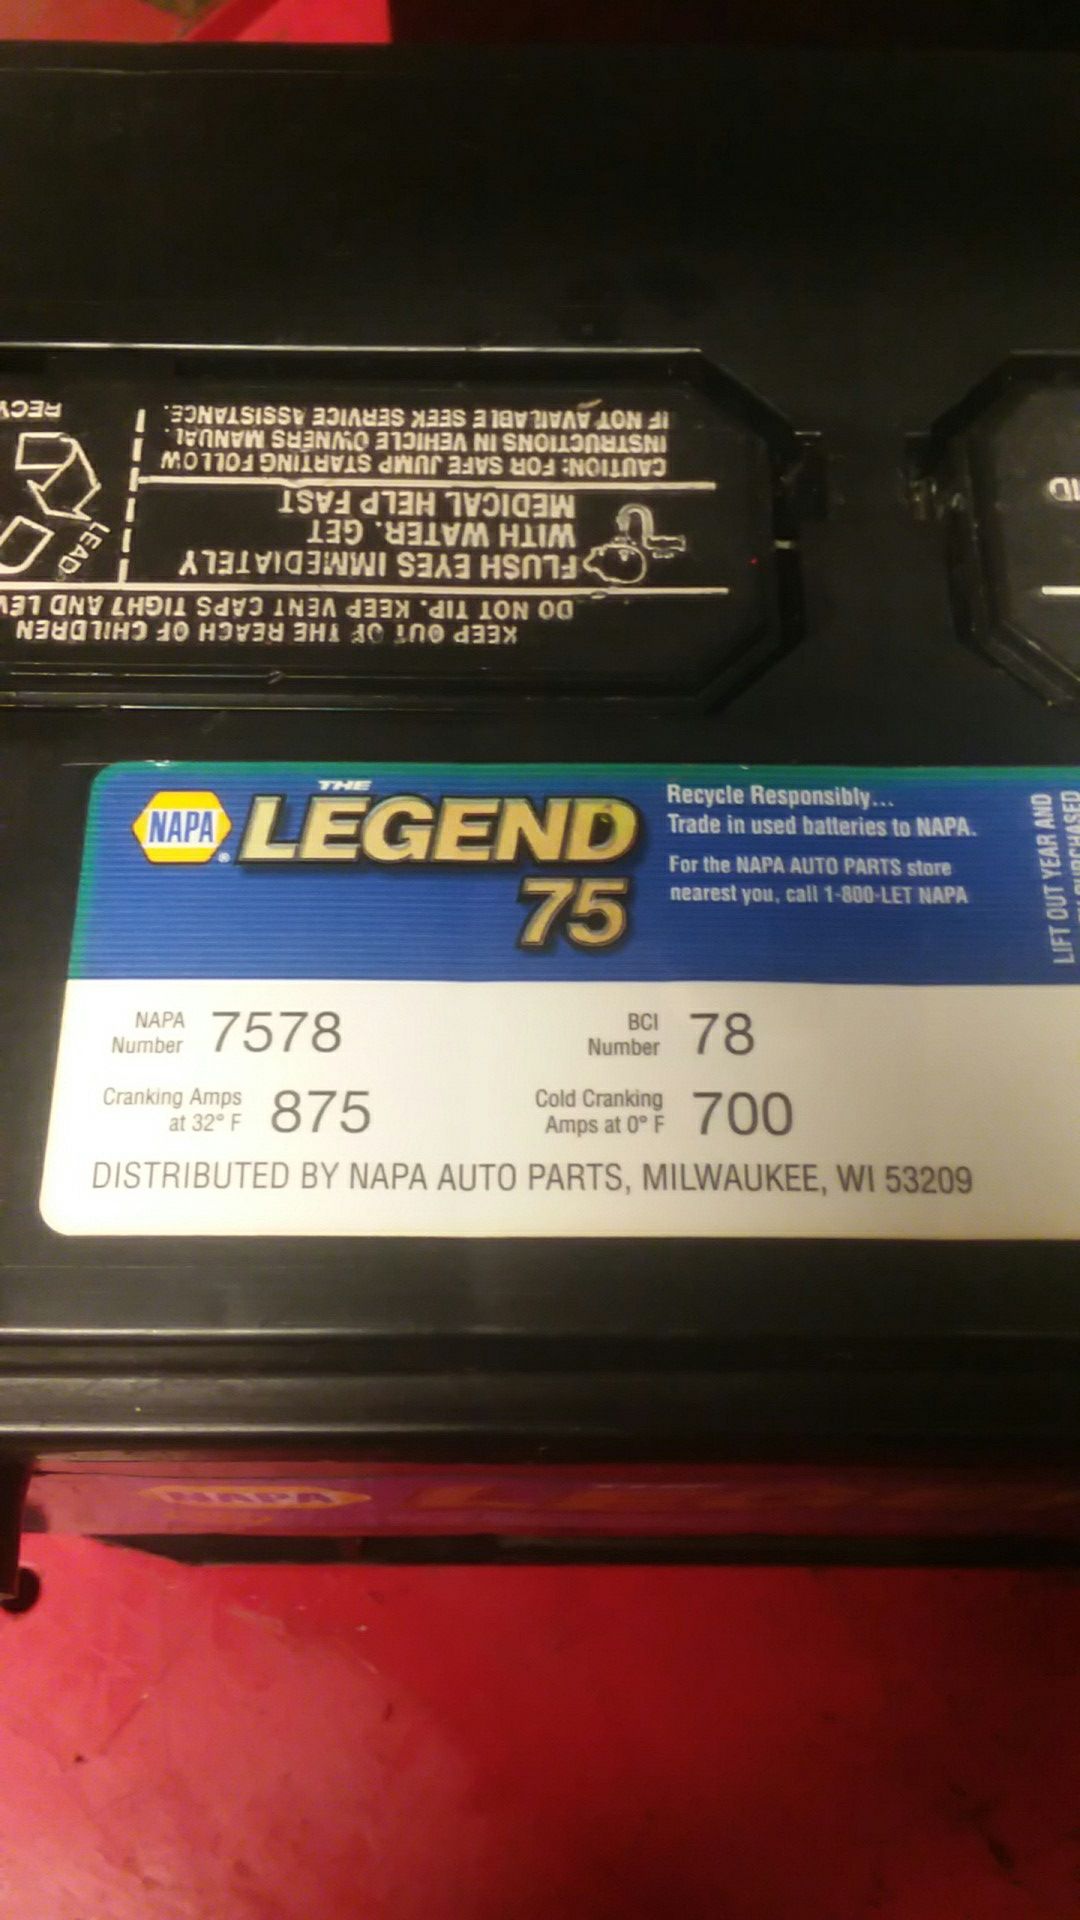 RECY
LEAD
KEEP OUT OF THE REACH OF CHILDREN
DO NOT TIP. KEEP VENT CAPS TIGHT AND LEV
FLUSH EYES IMMEDIATELY
WITH WATER. GET
MEDICAL HELP FAST
CAUTION: FOR SAFE JUMP STARTING FOLLOW
INSTRUCTIONS IN VEHICLE OWNERS MANUAL.
IF NOT AVAILABLE SEEK SERVICE ASSISTANCE.
NAPA®
THE
LEGEND
75
Recycle Responsibly...
Trade in used batteries to NAPA.
For the NAPA AUTO PARTS store
nearest you, call 1-800-LET NAPA
LIFT OUT YEAR AND
PURCHASED
NAPA Number 7578
BCI Number 78
Cranking Amps at 32° F 875
Cold Cranking Amps at 0° F 700
DISTRIBUTED BY NAPA AUTO PARTS, MILWAUKEE, WI 53209
NAPA